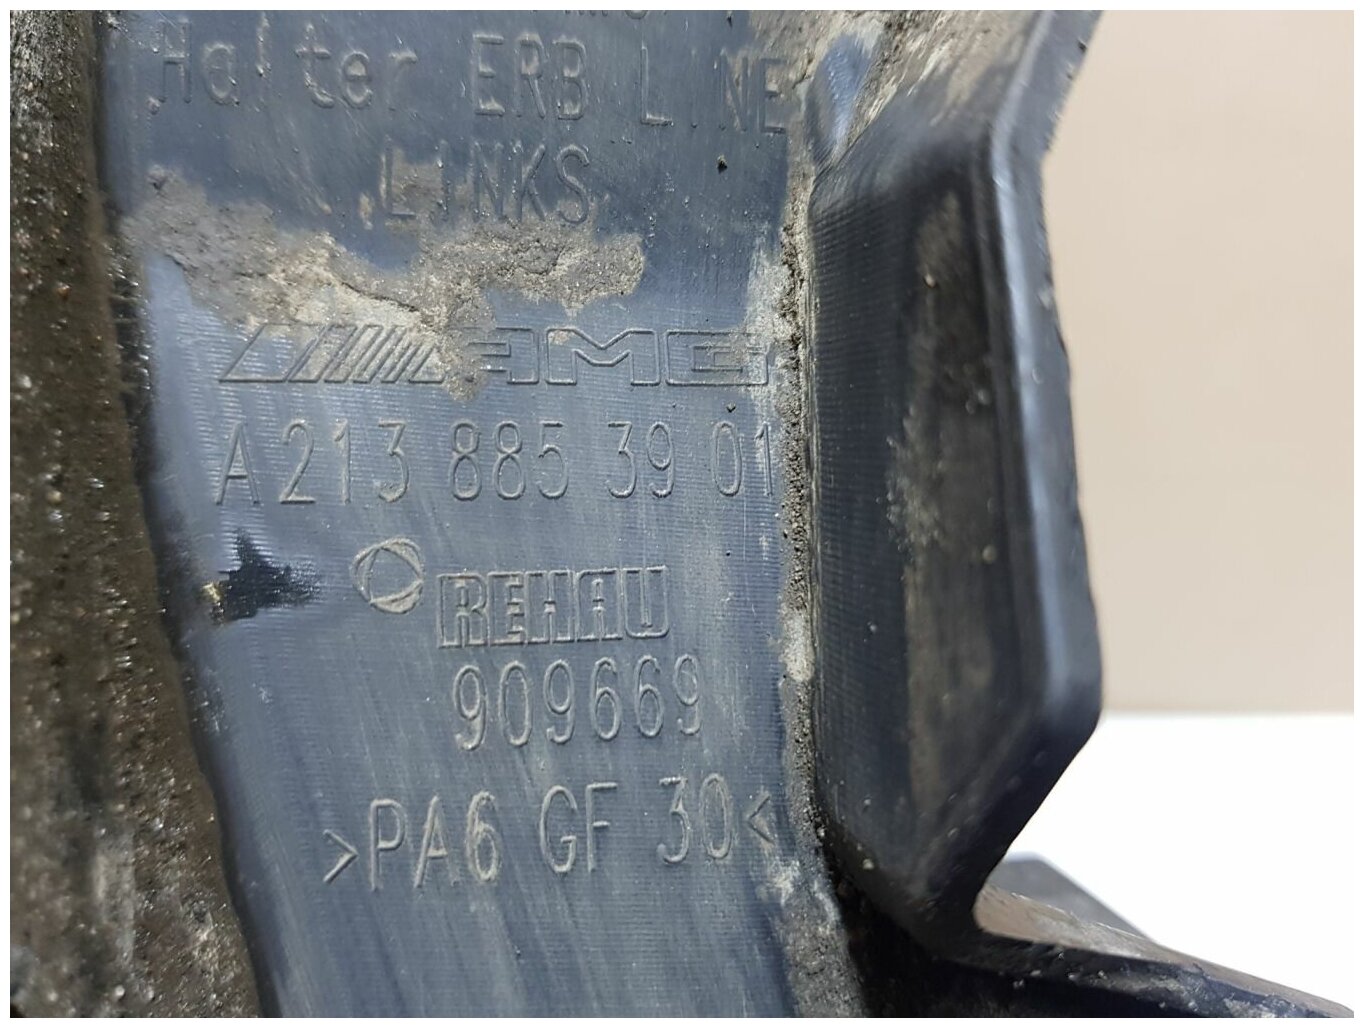 Halter ERB LINE
LINKS
AMG
A 213 885 39 01
REHAU
909669
>PA6 GF 30<